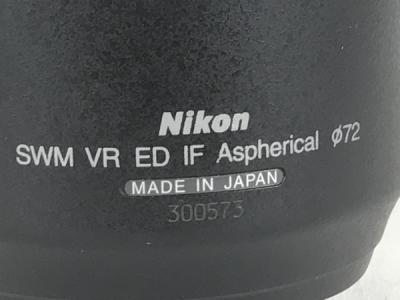 Nikon
SWM VR ED IF Aspherical ø72
MADE IN JAPAN
300573